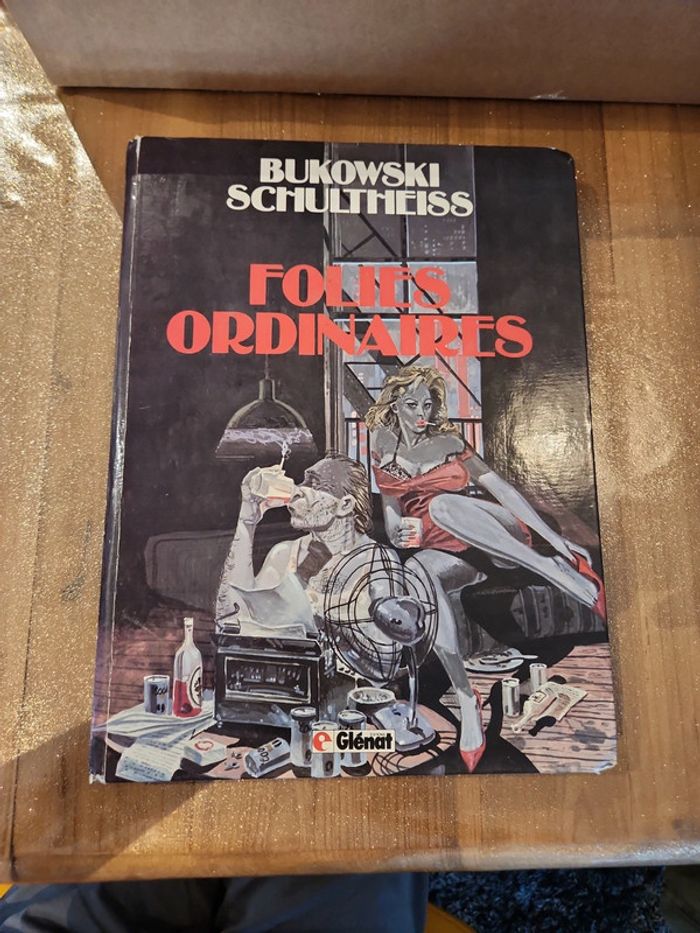 BUKOWSKI
SCHULTHEISS
FOLIES
ORDINAIRES
Glénat